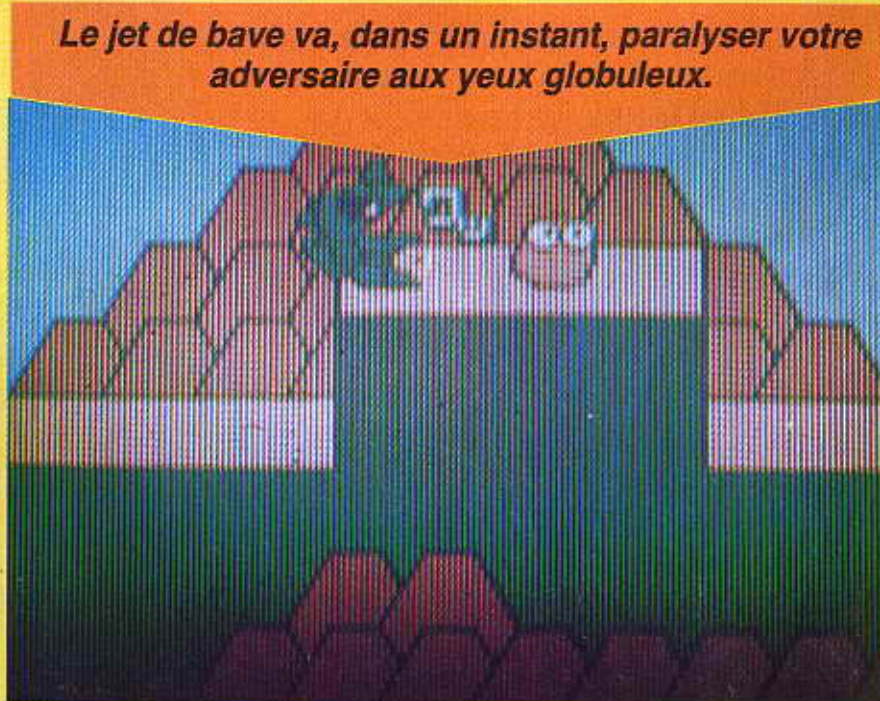 Le jet de bave va, dans un instant, paralyser votre
adversaire aux yeux globuleux.